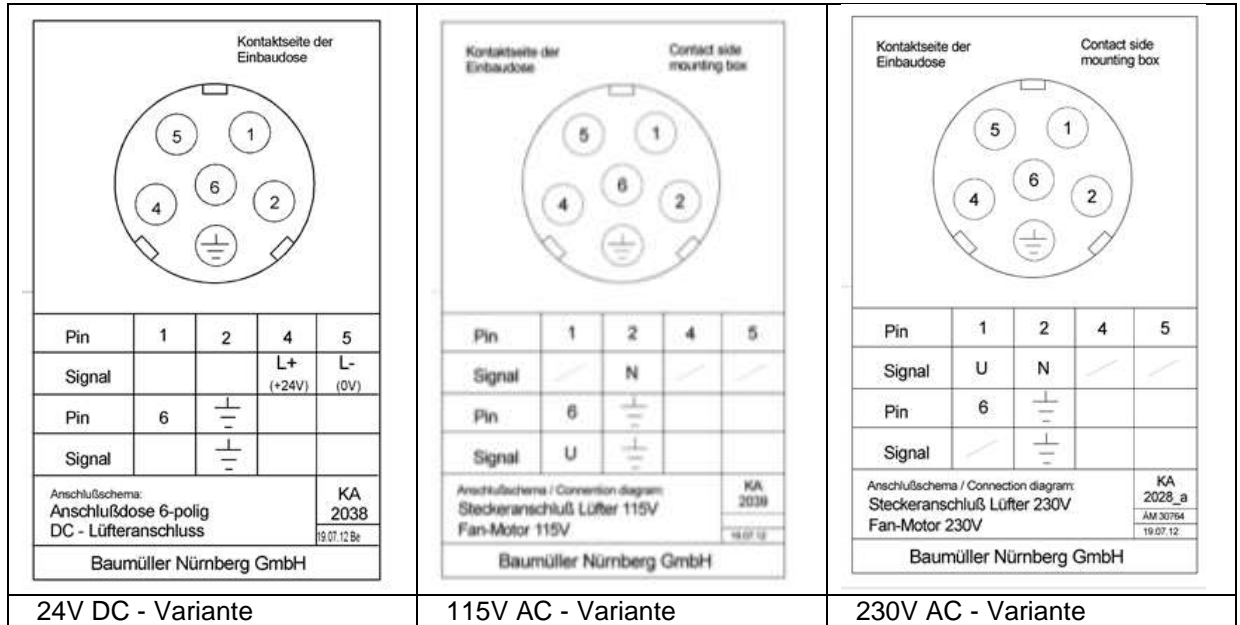 Kontaktseite der
Einbaudose
5 1
6
4 2
Pin 1 2 4 5
Signal L+ (+24V) L- (0V)
Pin 6
Signal
Anschlußschema:
Anschlußdose 6-polig
DC - Lüfteranschluss
KA
2038
19.07.12 Be
Baumüller Nürnberg GmbH
24V DC - Variante
Kontaktseite der
Einbaudose
Contact side
mounting box
5 1
6
4 2
Pin 1 2 4 5
Signal N
Pin 6
Signal U
Anschlußschema / Connection diagram:
Steckeranschluß Lüfter 115V
Fan-Motor 115V
KA
2039
19.07.12
Baumüller Nürnberg GmbH
115V AC - Variante
Kontaktseite der
Einbaudose
Contact side
mounting box
5 1
6
4 2
Pin 1 2 4 5
Signal U N
Pin 6
Signal
Anschlußschema / Connection diagram:
Steckeranschluß Lüfter 230V
Fan-Motor 230V
KA
2028_a
ÄM 30764
19.07.12
Baumüller Nürnberg GmbH
230V AC - Variante